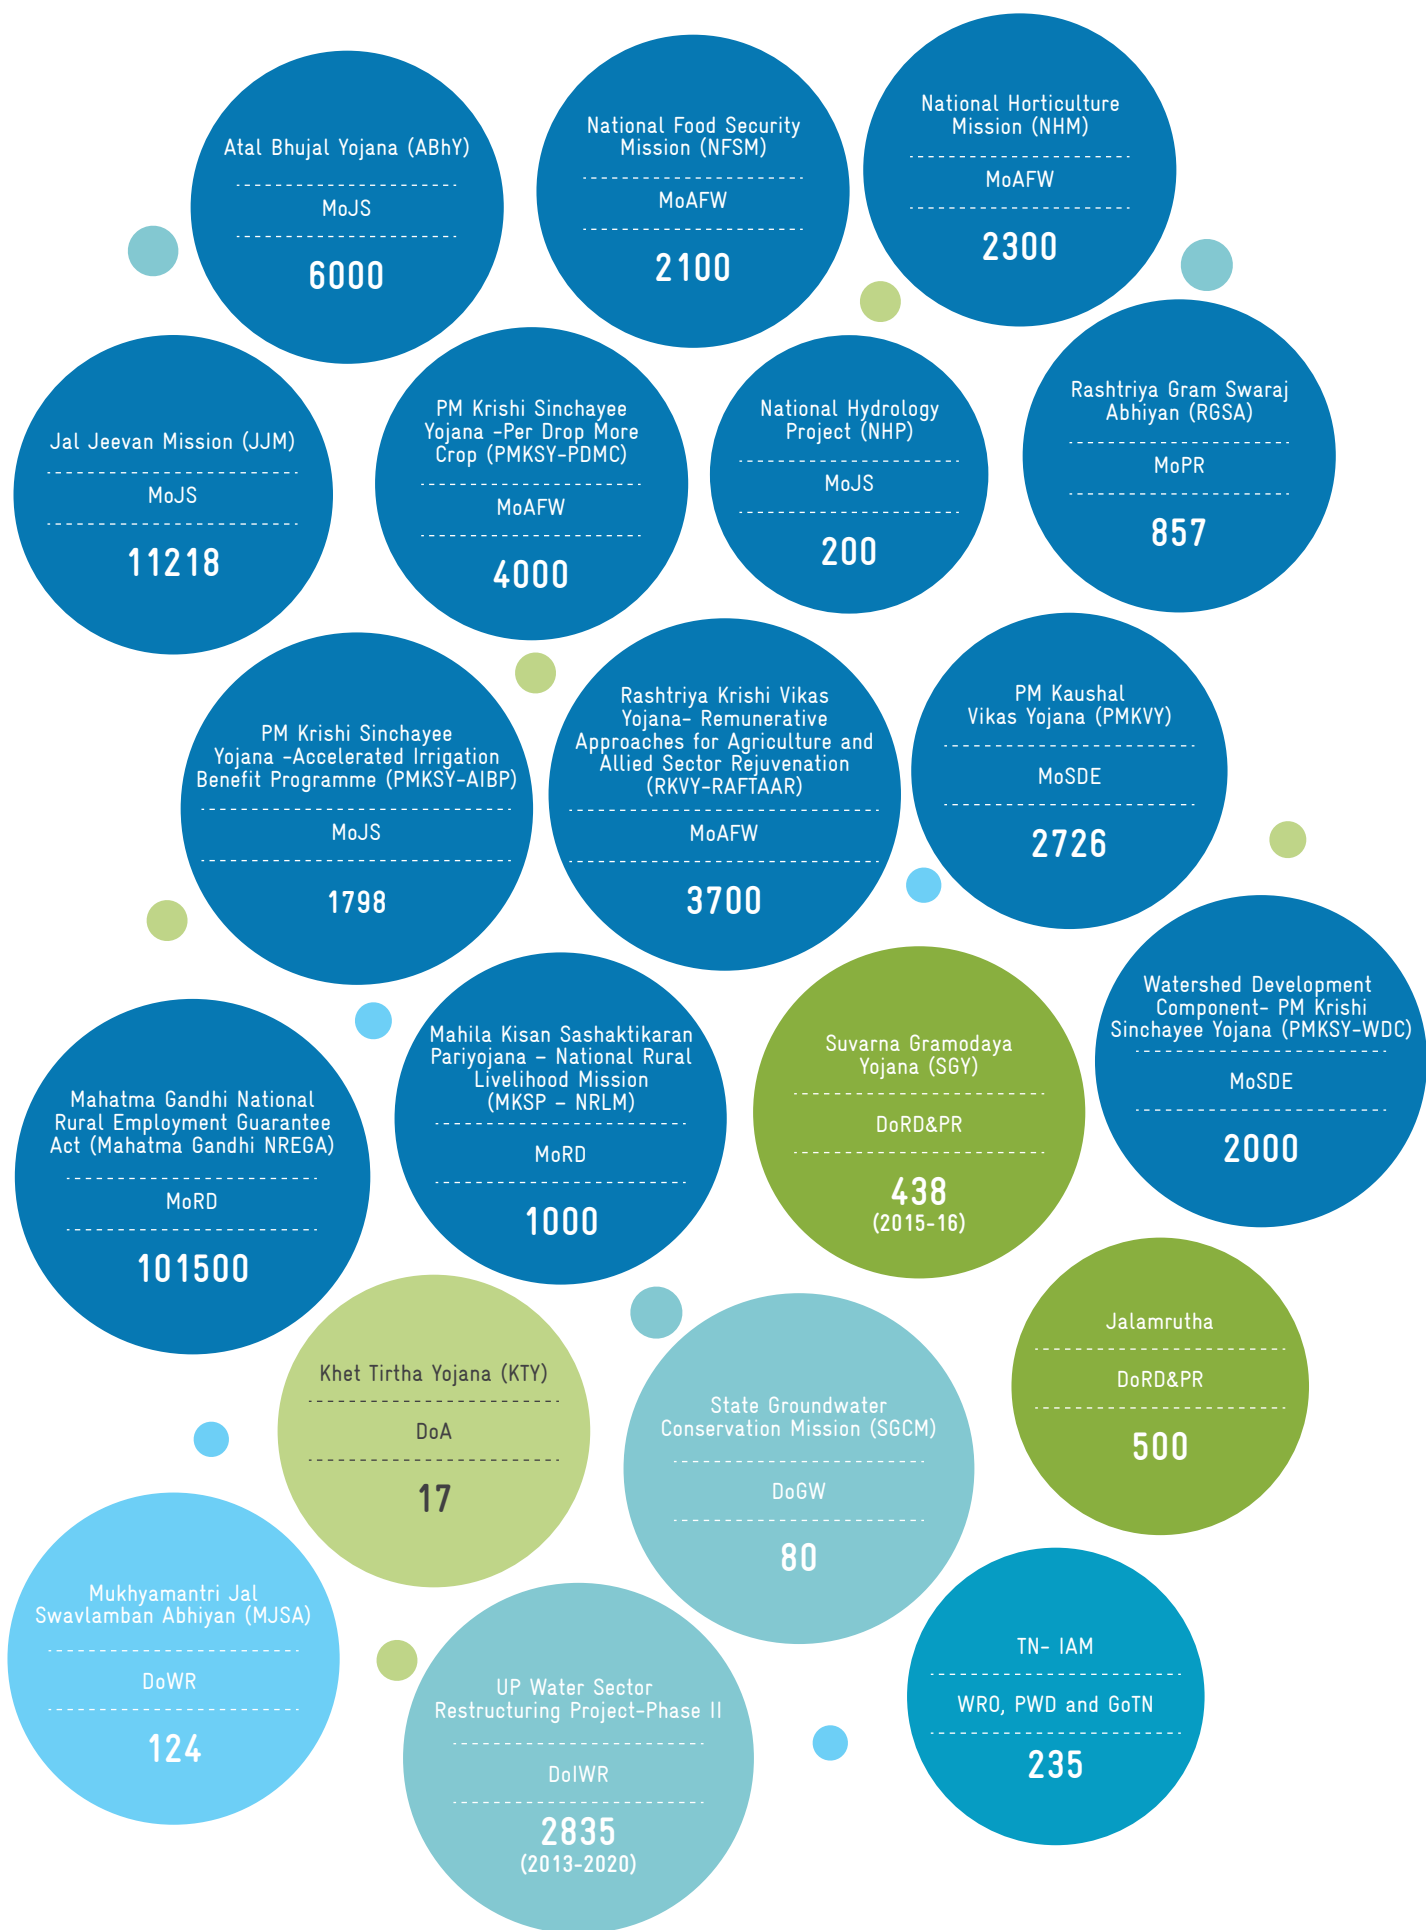 Atal Bhujal Yojana (ABhY)
MoJS
6000
National Food Security
Mission (NFSM)
MoAFW
2100
National Horticulture
Mission (NHM)
MoAFW
2300
Jal Jeevan Mission (JJM)
MoJS
11218
PM Krishi Sinchayee
Yojana -Per Drop More
Crop (PMKSY-PDMC)
MoAFW
4000
National Hydrology
Project (NHP)
MoJS
200
Rashtriya Gram Swaraj
Abhiyan (RGSA)
MoPR
857
PM Krishi Sinchayee
Yojana -Accelerated Irrigation
Benefit Programme (PMKSY-AIBP)
MoJS
1798
Rashtriya Krishi Vikas
Yojana- Remunerative
Approaches for Agriculture and
Allied Sector Rejuvenation
(RKVY-RAFTAAR)
MoAFW
3700
PM Kaushal
Vikas Yojana (PMKVY)
MoSDE
2726
Mahatma Gandhi National
Rural Employment Guarantee
Act (Mahatma Gandhi NREGA)
MoRD
101500
Mahila Kisan Sashaktikaran
Pariyojana – National Rural
Livelihood Mission
(MKSP – NRLM)
MoRD
1000
Suvarna Gramodaya
Yojana (SGY)
DoRD&PR
438
(2015-16)
Watershed Development
Component- PM Krishi
Sinchayee Yojana (PMKSY-WDC)
MoSDE
2000
Khet Tirtha Yojana (KTY)
DoA
17
State Groundwater
Conservation Mission (SGCM)
DoGW
80
Jalamrutha
DoRD&PR
500
Mukhyamantri Jal
Swavlamban Abhiyan (MJSA)
DoWR
124
UP Water Sector
Restructuring Project-Phase II
DoIWR
2835
(2013-2020)
TN- IAM
WRO, PWD and GoTN
235